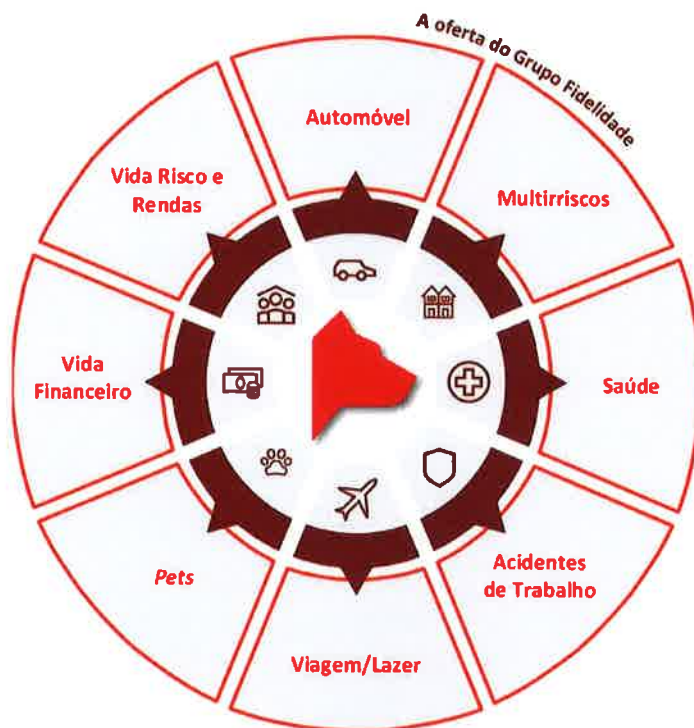 A oferta do Grupo Fidelidade
Automóvel
Multirriscos
Saúde
Acidentes
de Trabalho
Viagem/Lazer
Pets
Vida
Financeiro
Vida Risco e
Rendas